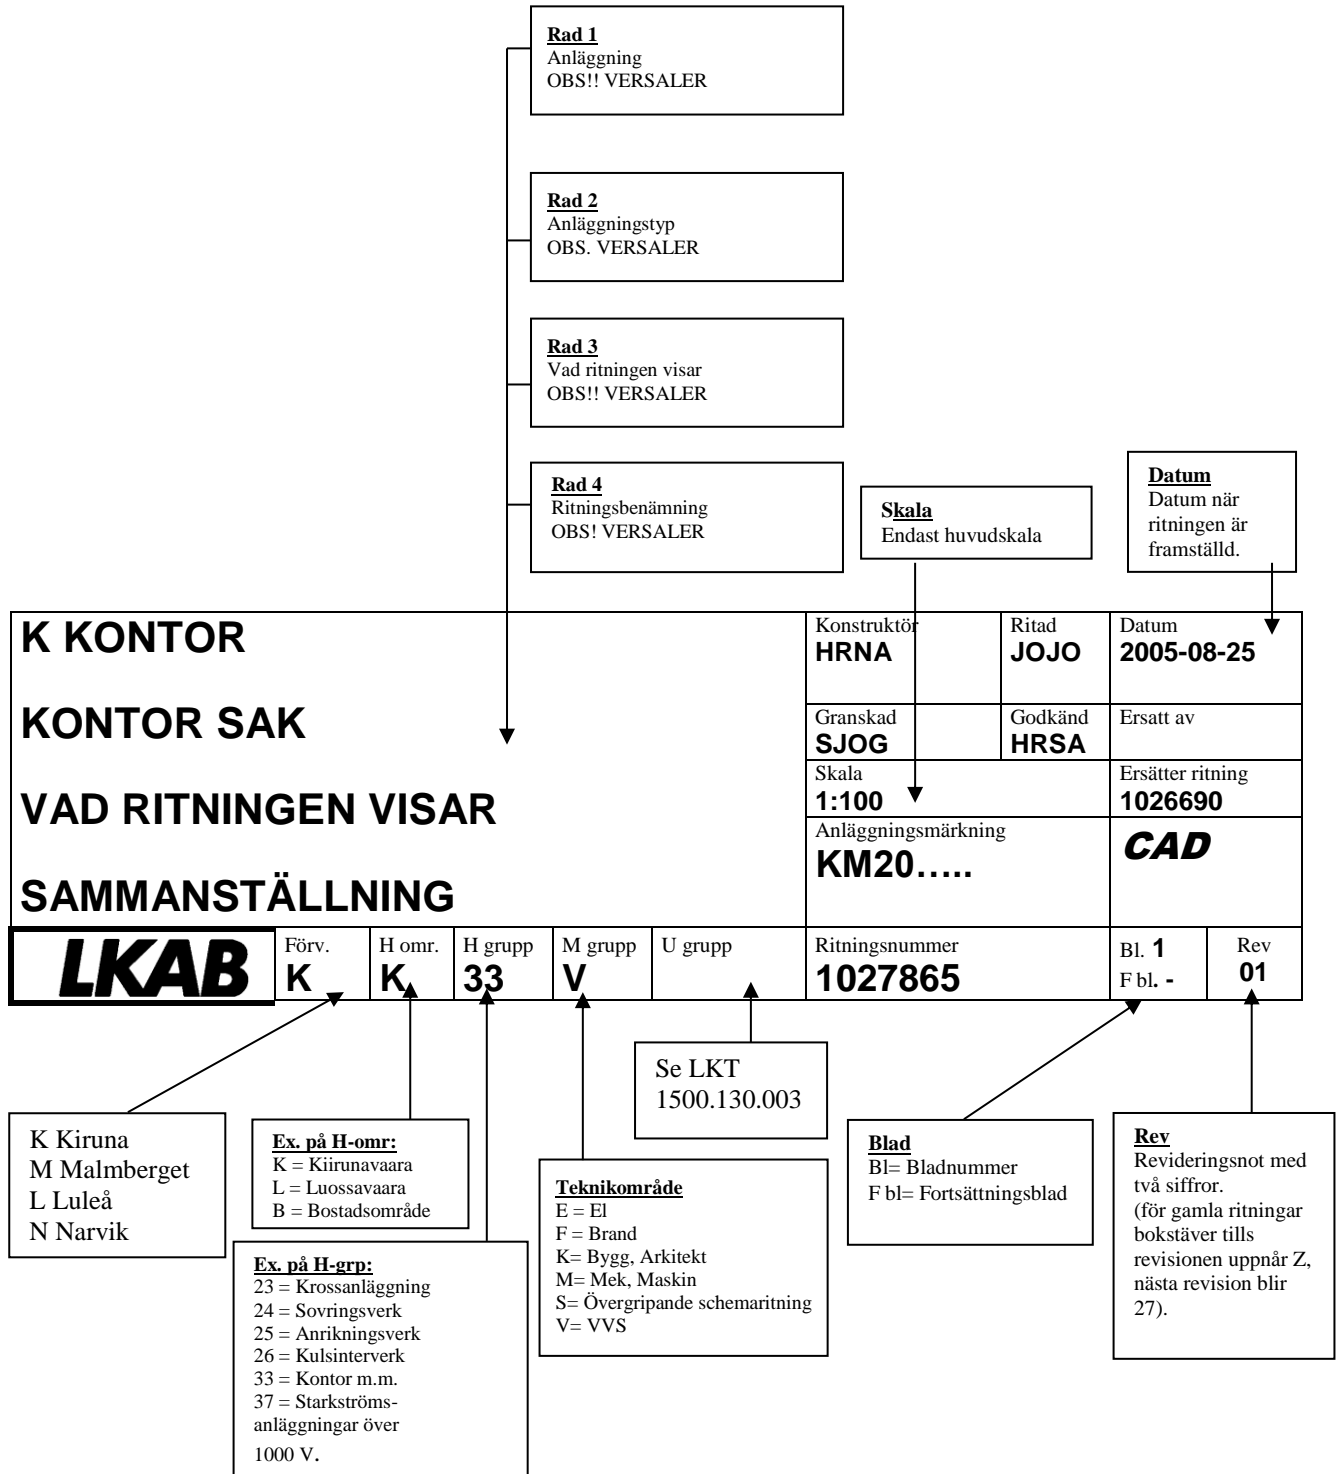 Rad 1
Anläggning
OBS!! VERSALER
Rad 2
Anläggningstyp
OBS. VERSALER
Rad 3
Vad ritningen visar
OBS!! VERSALER
Rad 4
Ritningsbenämning
OBS! VERSALER
Skala
Endast huvudskala
Datum
Datum när
ritningen är
framställd.
K KONTOR
KONTOR SAK
VAD RITNINGEN VISAR
SAMMANSTÄLLNING
Konstruktör
HRNA
Ritad
JOJO
Datum
2005-08-25
Granskad
SJOG
Godkänd
HRSA
Ersatt av
Skala
1:100
Ersätter ritning
1026690
Anläggningsmärkning
KM20.....
CAD
LKAB
Förv.
K
H omr.
K
H grupp
33
M grupp
V
U grupp
Ritningsnummer
1027865
Bl. 1
F bl. -
Rev
01
K Kiruna
M Malmberget
L Luleå
N Narvik
Ex. på H-omr:
K = Kiirunavaara
L = Luossavaara
B = Bostadsområde
Ex. på H-grp:
23 = Krossanläggning
24 = Sovringsverk
25 = Anrikningsverk
26 = Kulsinterverk
33 = Kontor m.m.
37 = Starkströms-
anläggningar över
1000 V.
Teknikområde
E = El
F = Brand
K= Bygg, Arkitekt
M= Mek, Maskin
S= Övergripande schemaritning
V= VVS
Se LKT
1500.130.003
Blad
Bl= Bladnummer
F bl= Fortsättningsblad
Rev
Revideringsnot med
två siffror.
(för gamla ritningar
bokstäver tills
revisionen uppnår Z,
nästa revision blir
27).